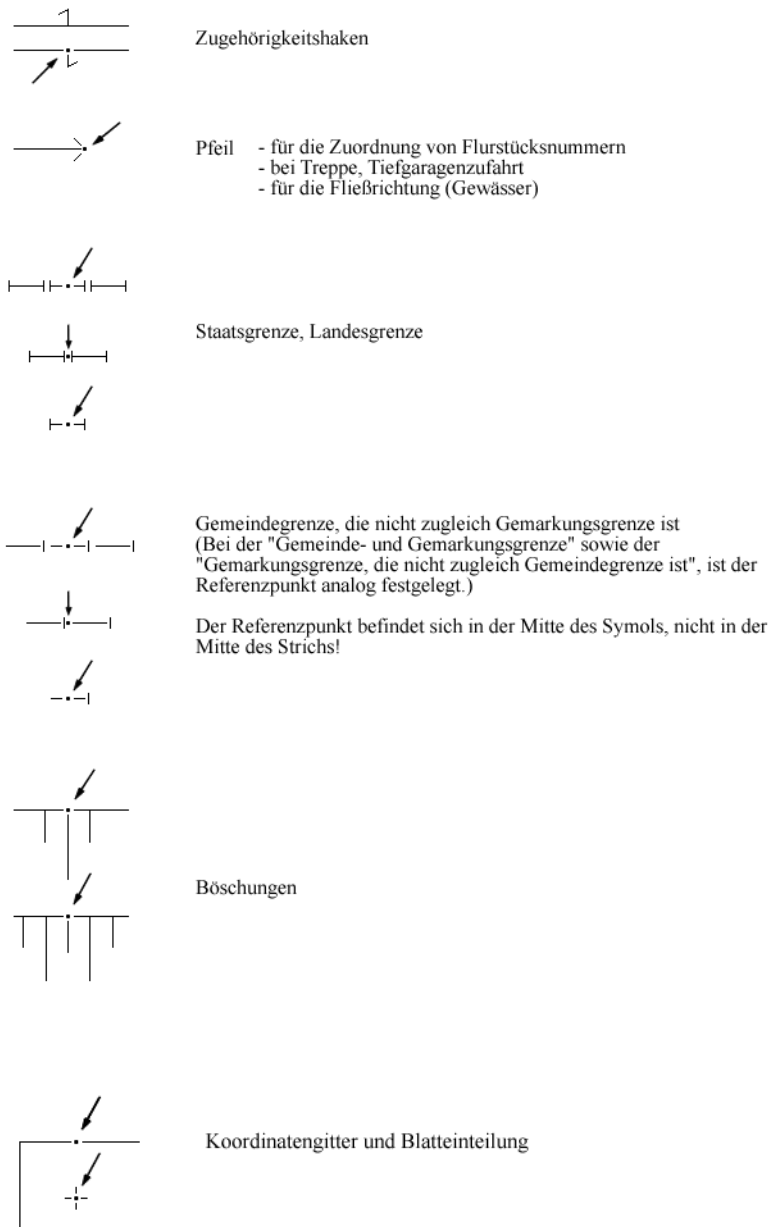 Zugehörigkeitshaken
Pfeil - für die Zuordnung von Flurstücksnummern
- bei Treppe, Tiefgaragenzufahrt
- für die Fließrichtung (Gewässer)
Staatsgrenze, Landesgrenze
Gemeindegrenze, die nicht zugleich Gemarkungsgrenze ist
(Bei der "Gemeinde- und Gemarkungsgrenze" sowie der
"Gemarkungsgrenze, die nicht zugleich Gemeindegrenze ist", ist der
Referenzpunkt analog festgelegt.)
Der Referenzpunkt befindet sich in der Mitte des Symols, nicht in der
Mitte des Strichs!
Böschungen
Koordinatengitter und Blatteinteilung